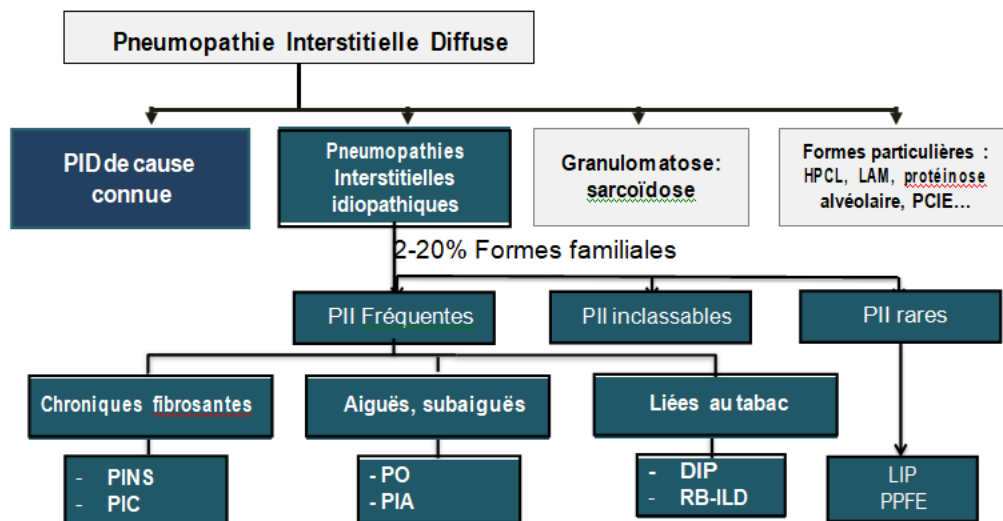 Pneumopathie Interstitielle Diffuse
PID de cause
connue
Pneumopathies
Interstitielles
idiopathiques
Granulomatose:
sarcoïdose
Formes particulières :
HPCL, LAM, protéinose
alvéolaire, PCIE...
2-20% Formes familiales
PII Fréquentes
PII inclassables
PII rares
Chroniques fibrosantes
Aiguës, subaiguës
Liées au tabac
- PINS
- PIC
- PO
- PIA
- DIP
- RB-ILD
LIP
PPFE